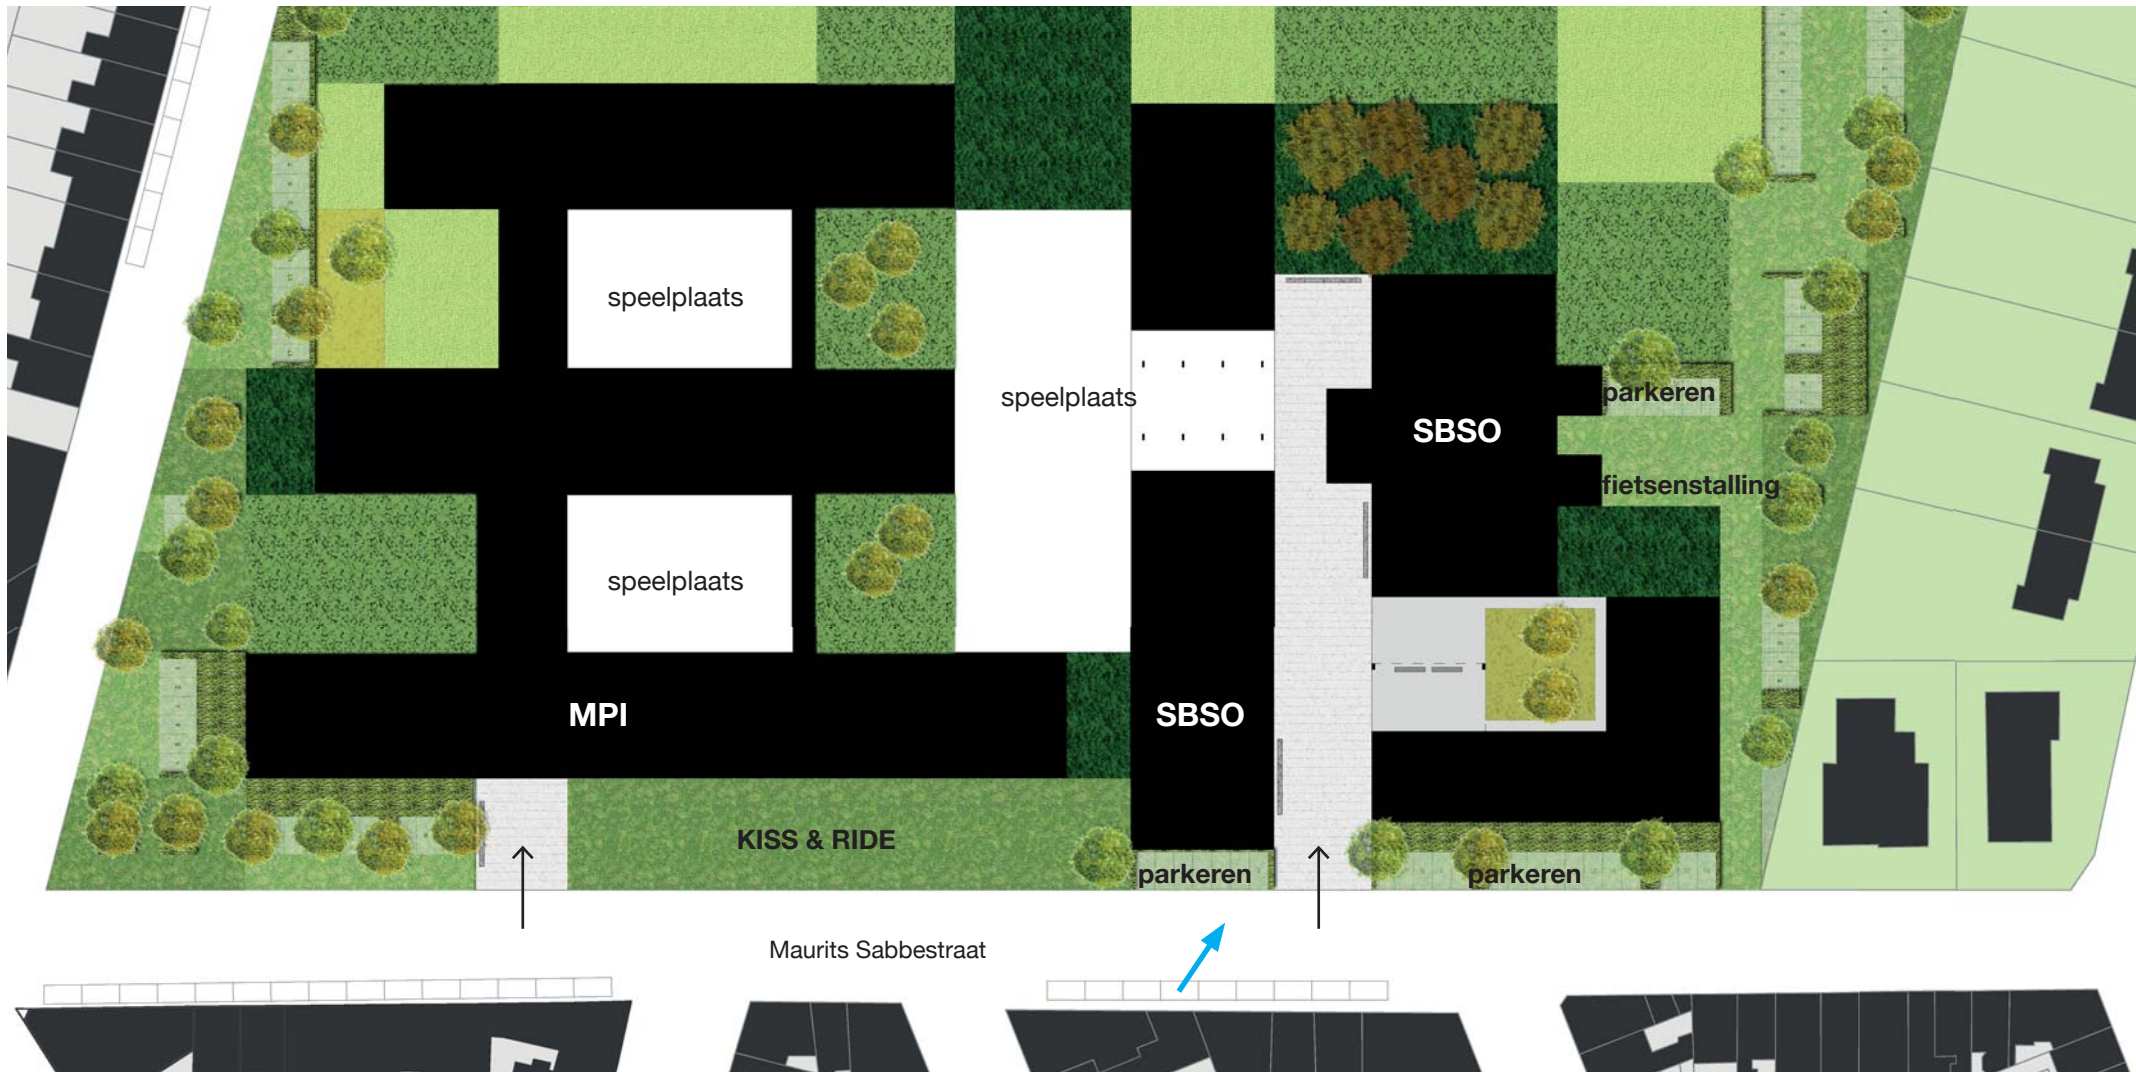 speelplaats
speelplaats
parkeren
SBSO
fietsenstalling
speelplaats
MPI
SBSO
KISS & RIDE
parkeren
parkeren
Maurits Sabbestraat